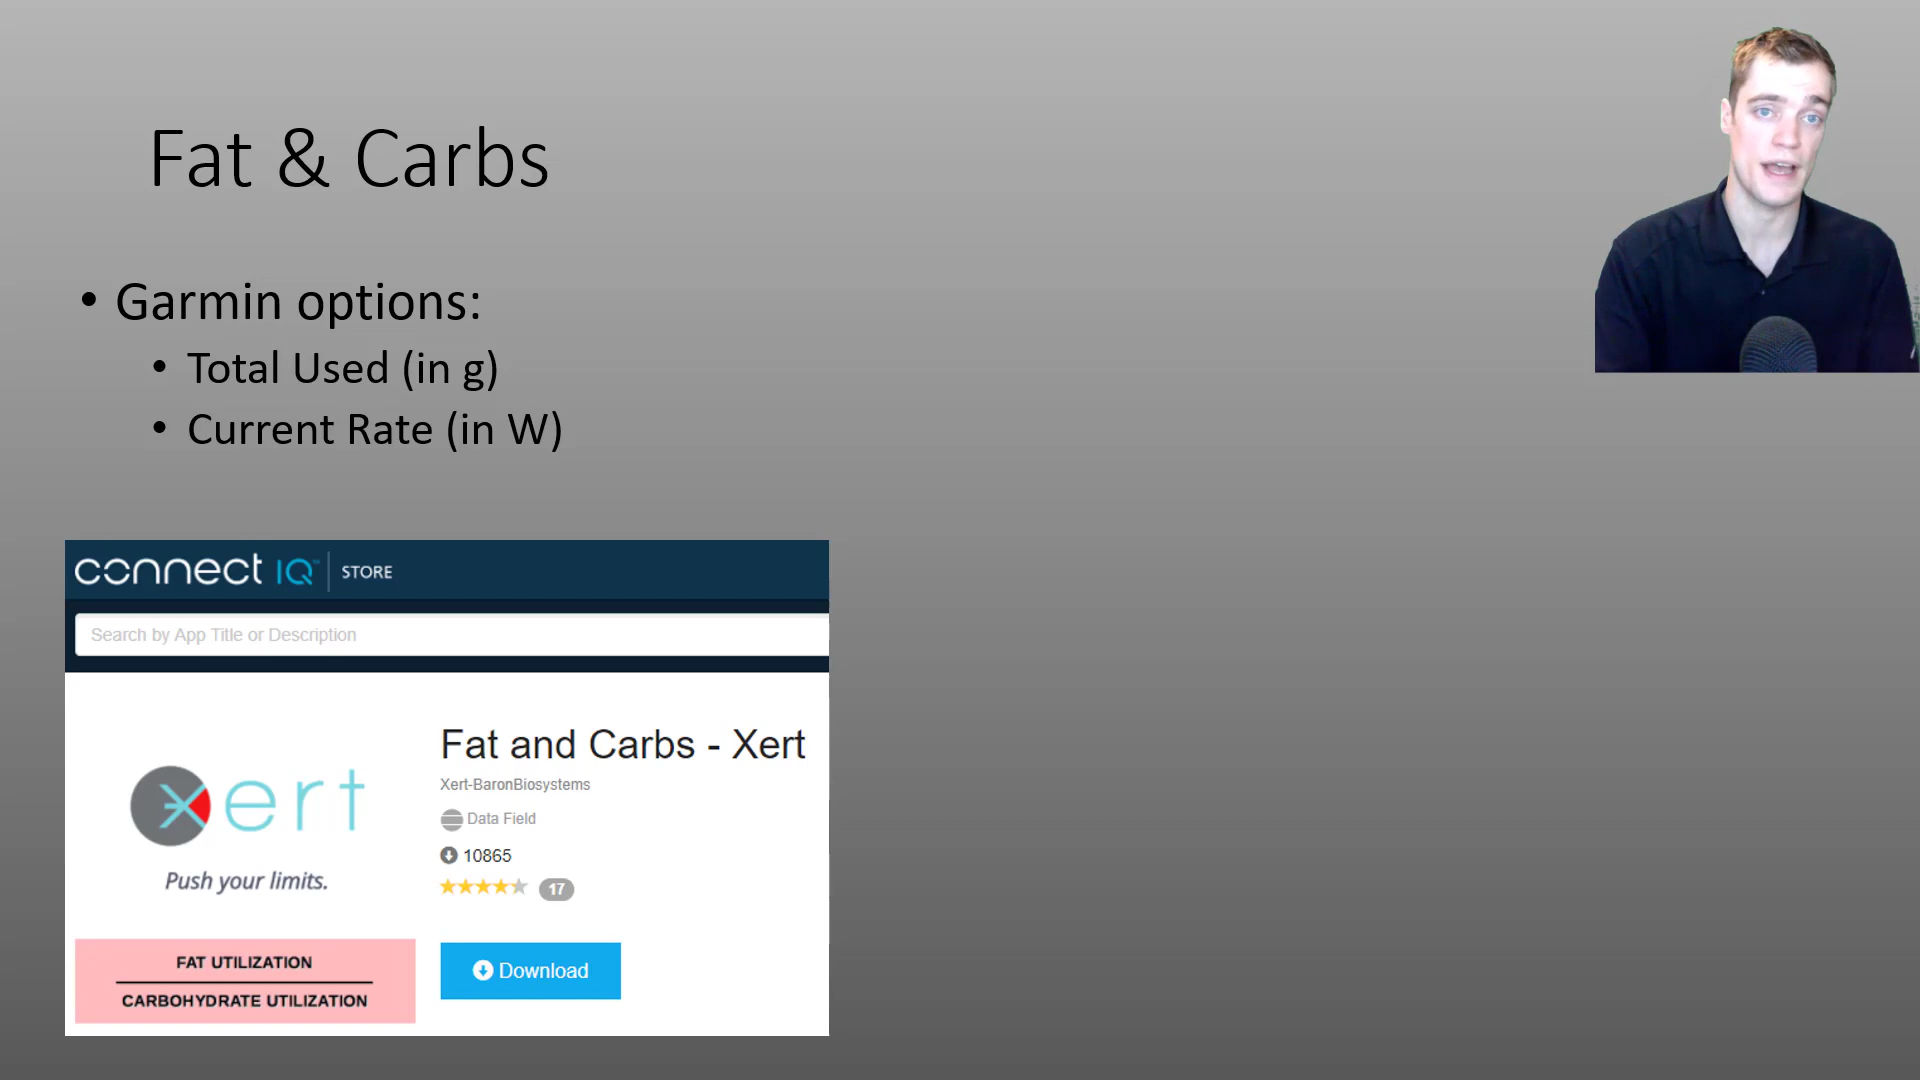 Fat & Carbs
• Garmin options:
• Total Used (in g)
• Current Rate (in W)
connect IQ™ | STORE
Search by App Title or Description
xert
Push your limits.
FAT UTILIZATION
CARBOHYDRATE UTILIZATION
Fat and Carbs - Xert
Xert-BaronBiosystems
Data Field
10865
17
Download